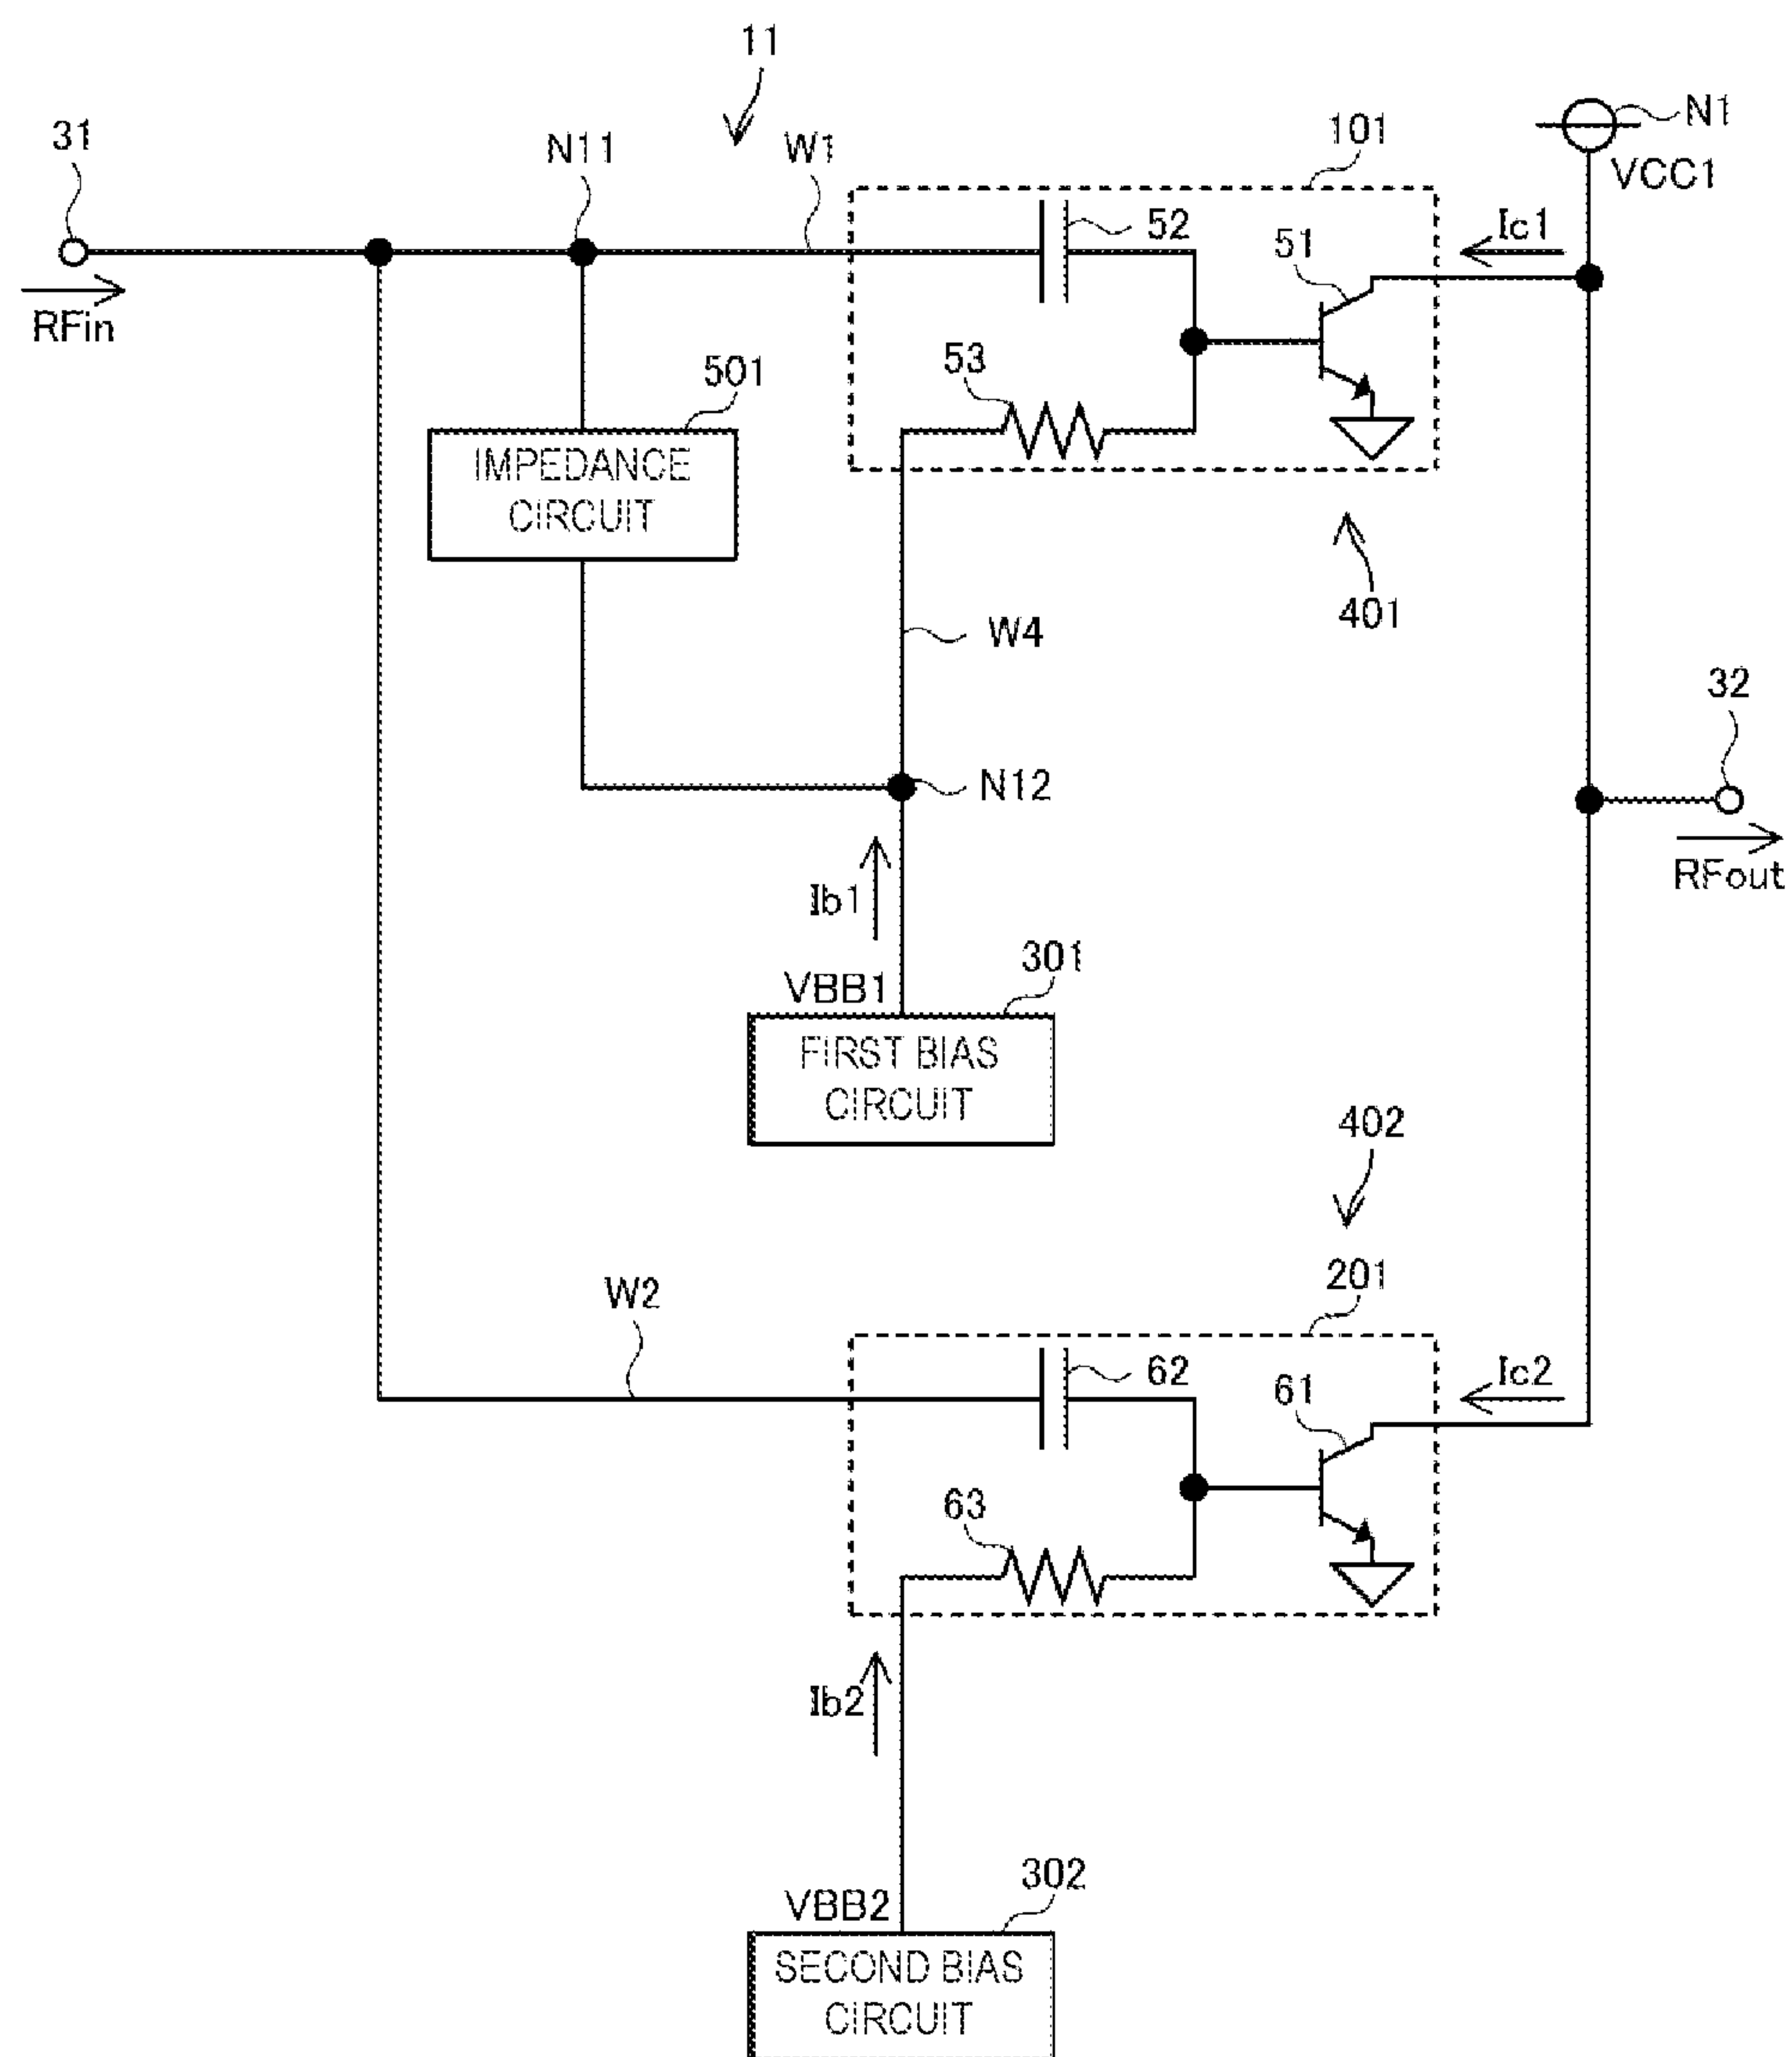 11
31
N11
W1
101
N1
VCC1
52
Ic1
51
RFin
53
501
IMPEDANCE
CIRCUIT
401
W4
32
N12
RFout
Ib1
301
VBB1
FIRST BIAS
CIRCUIT
402
201
W2
62
Ic2
61
63
Ib2
302
VBB2
SECOND BIAS
CIRCUIT